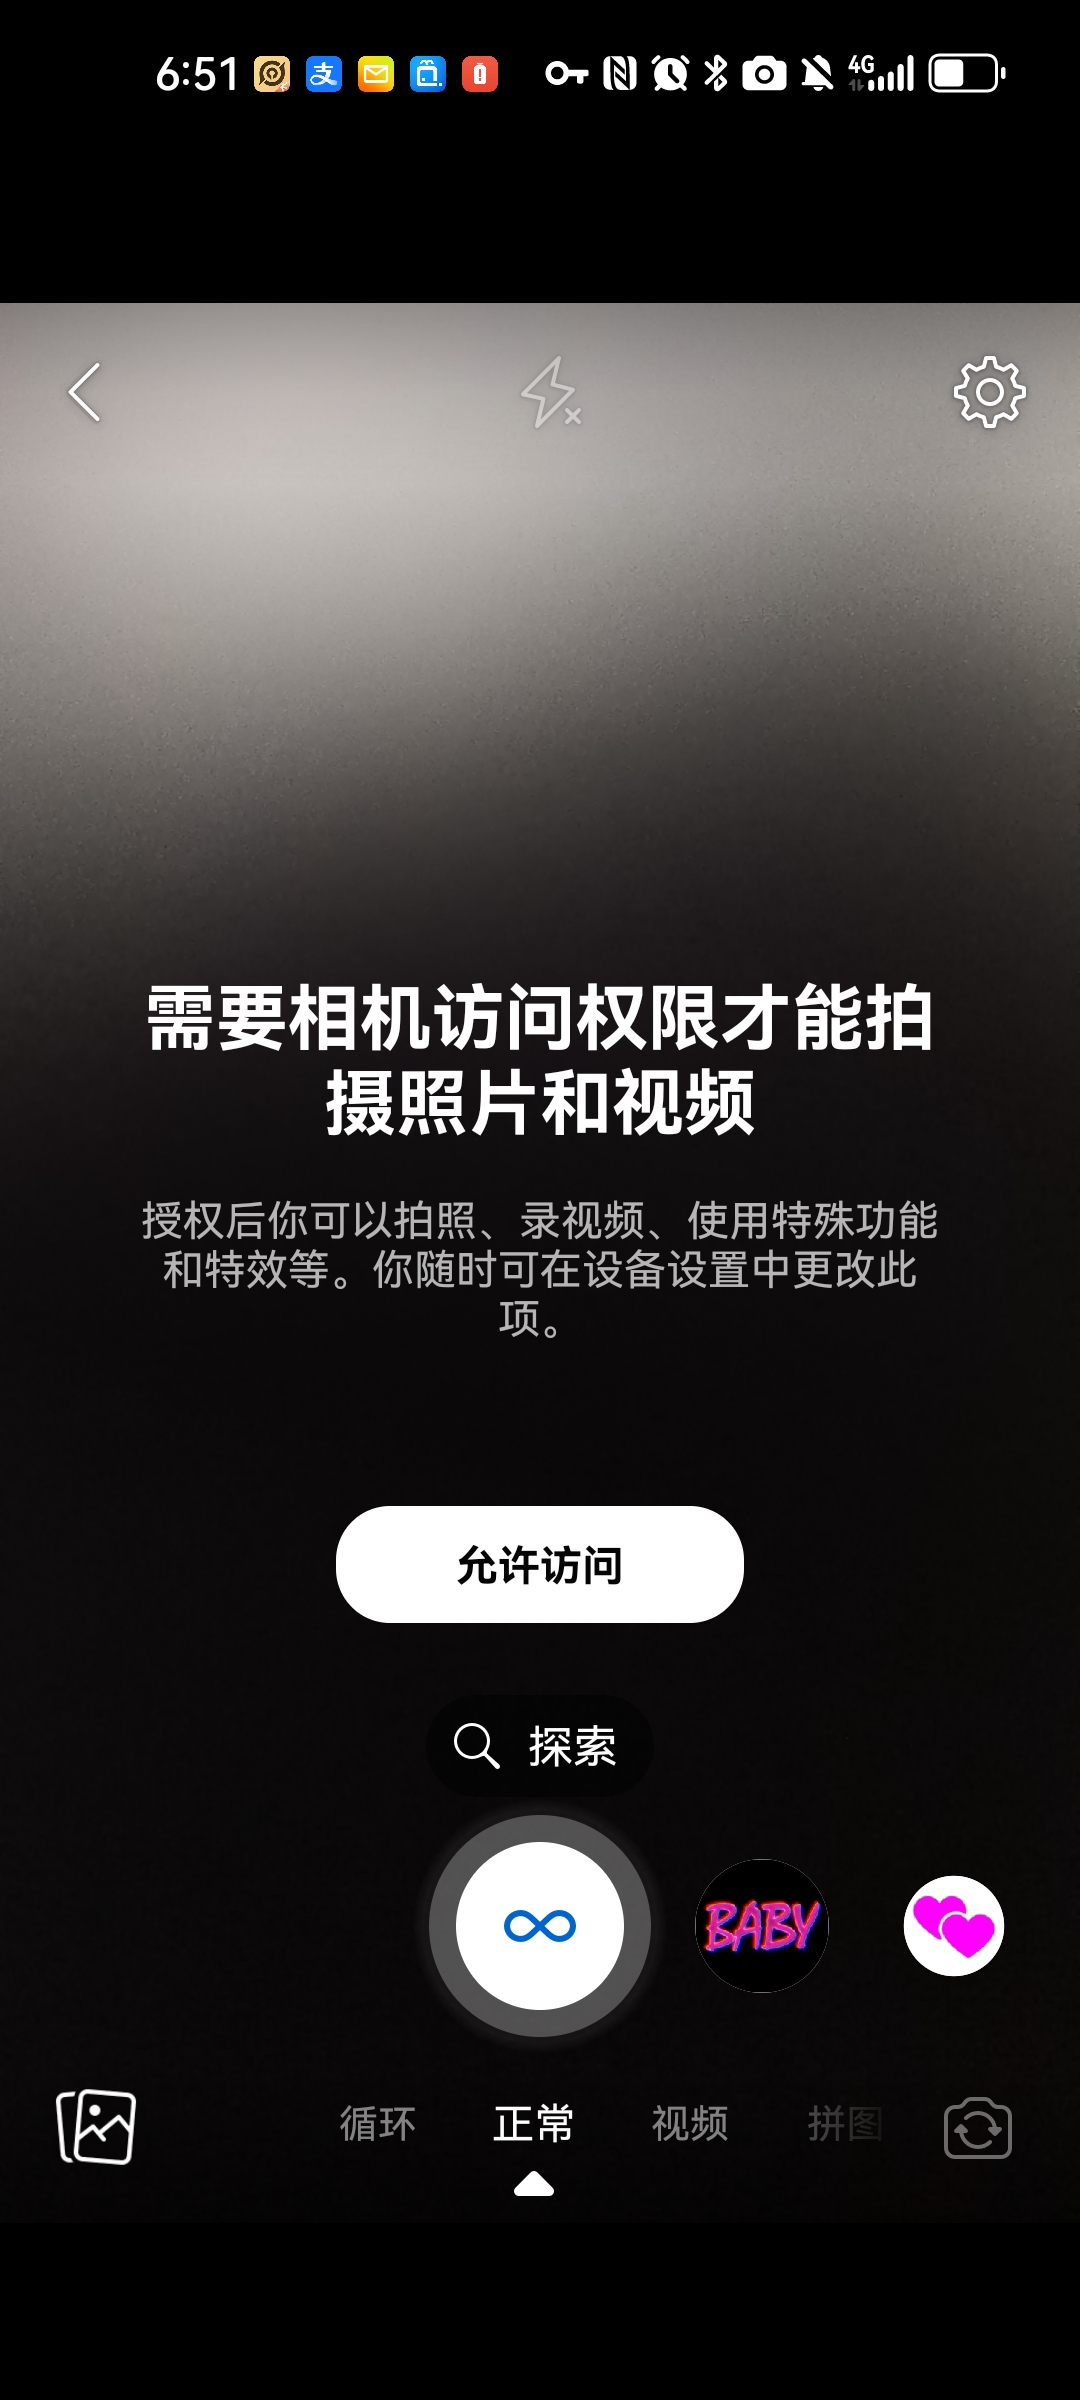 6:51
支
4G
需要相机访问权限才能拍
摄照片和视频
授权后你可以拍照、录视频、使用特殊功能
和特效等。你随时可在设备设置中更改此
项。
允许访问
探索
BABY
循环 正常 视频 拼图